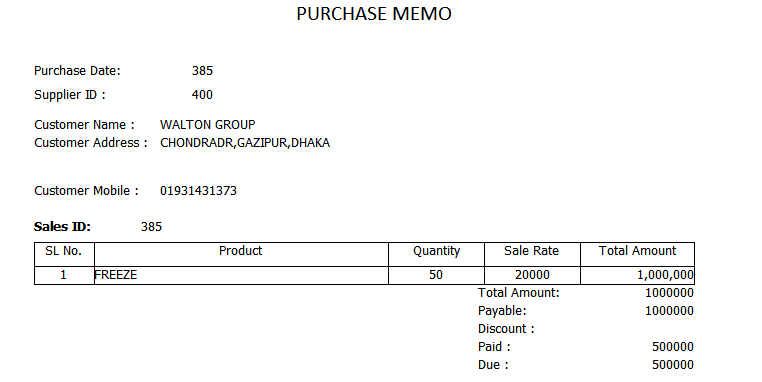 PURCHASE MEMO
Purchase Date: 385
Supplier ID : 400
Customer Name : WALTON GROUP
Customer Address : CHONDRADR,GAZIPUR,DHAKA
Customer Mobile : 01931431373
Sales ID: 385
SL No. Product Quantity Sale Rate Total Amount
1 FREEZE 50 20000 1,000,000
Total Amount: 1000000
Payable: 1000000
Discount :
Paid : 500000
Due : 500000